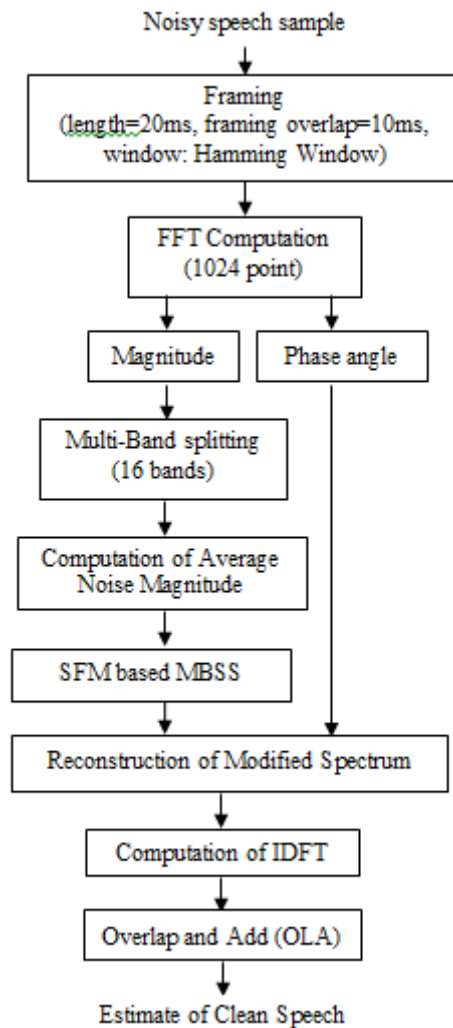 Noisy speech sample
Framing
(length=20ms, framing overlap=10ms,
window: Hamming Window)
FFT Computation
(1024 point)
Magnitude
Phase angle
Multi-Band splitting
(16 bands)
Computation of Average
Noise Magnitude
SFM based MBSS
Reconstruction of Modified Spectrum
Computation of IDFT
Overlap and Add (OLA)
Estimate of Clean Speech